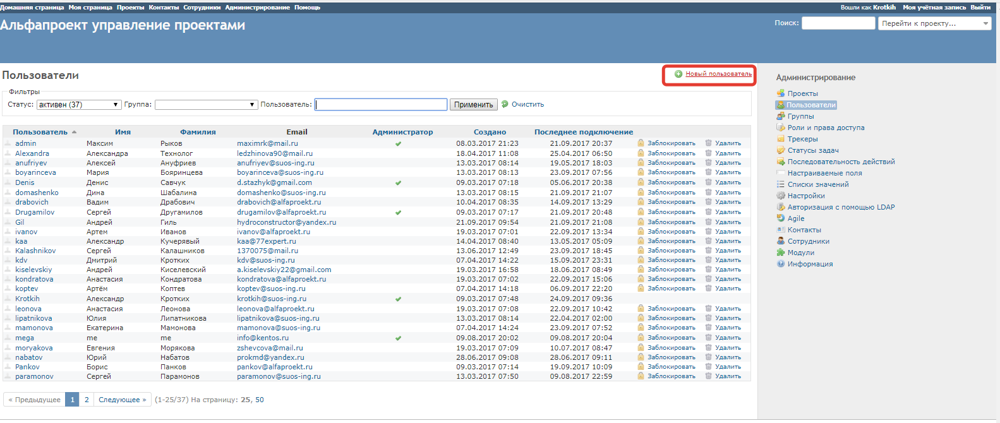 Домашняя страница Моя страница Проекты Контакты Сотрудники Администрирование Помощь Вошли как Krotkih Моя учётная запись Выйти
Альфапроект управление проектами
Поиск: Перейти к проекту...
Пользователи
Новый пользователь
Фильтры
Статус: активен (37) Группа: Пользователь: Применить Очистить
Пользователь Имя Фамилия Email Администратор Создано Последнее подключение
admin Максим Рыков maximrk@mail.ru 08.03.2017 21:23 21.09.2017 20:37 Заблокировать Удалить
Alexandra Александра Технолог ledzhinova90@mail.ru 18.04.2017 11:08 25.04.2017 06:50 Заблокировать Удалить
anufriyev Алексей Ануфриев anufriyev@suos-ing.ru 13.03.2017 08:14 19.05.2017 18:03 Заблокировать Удалить
boyarinceva Мария Бояринцева boyarinceva@suos-ing.ru 13.03.2017 08:13 23.09.2017 07:56 Заблокировать Удалить
Denis Денис Савчук d.stazhyk@gmail.com 09.03.2017 07:18 05.06.2017 20:38 Заблокировать Удалить
domashenko Дина Шабалина domashenko@suos-ing.ru 13.03.2017 08:15 21.09.2017 21:07 Заблокировать Удалить
drabovich Вадим Драбович drabovich@alfaproekt.ru 10.04.2017 08:35 14.09.2017 13:29 Заблокировать Удалить
Drugamilov Сергей Другамилов drugamilov@alfaproekt.ru 09.03.2017 07:17 21.09.2017 20:48 Заблокировать Удалить
Gil Андрей Гиль hydroconstructor@yandex.ru 21.09.2017 09:54 21.09.2017 21:08 Заблокировать Удалить
ivanov Артем Иванов ivanov@alfaproekt.ru 19.03.2017 07:01 22.09.2017 13:34 Заблокировать Удалить
kaa Александр Кучерявый kaa@77expert.ru 14.04.2017 08:40 13.05.2017 05:09 Заблокировать Удалить
Kalashnikov Сергей Калашников 1370075@mail.ru 13.06.2017 12:49 23.09.2017 18:45 Заблокировать Удалить
kdv Дмитрий Кротких kdv@suos-ing.ru 07.04.2017 14:22 15.09.2017 23:31 Заблокировать Удалить
kiselevskiy Андрей Киселевский a.kiselevskiy22@gmail.com 19.03.2017 16:58 18.06.2017 08:49 Заблокировать Удалить
kondratova Анастасия Кондратова kondratova@alfaproekt.ru 19.03.2017 07:02 22.09.2017 15:06 Заблокировать Удалить
koptev Артём Коптев koptev@suos-ing.ru 07.04.2017 14:18 06.09.2017 22:20 Заблокировать Удалить
Krotkih Александр Кротких krotkih@suos-ing.ru 09.03.2017 07:48 24.09.2017 09:36
leonova Анастасия Леонова leonova@alfaproekt.ru 19.03.2017 07:08 22.09.2017 10:42 Заблокировать Удалить
lipatnikova Юлия Липатникова lipatnikova@suos-ing.ru 13.03.2017 08:14 22.04.2017 02:00 Заблокировать Удалить
mamonova Екатерина Мамонова mamonova@suos-ing.ru 07.04.2017 14:24 23.09.2017 07:52 Заблокировать Удалить
mega me me info@kentos.ru 09.08.2017 20:02 09.08.2017 20:04 Заблокировать Удалить
moryakova Евгения Морякова zshevcova@mail.ru 19.03.2017 07:09 10.07.2017 08:47 Заблокировать Удалить
nabatov Юрий Набатов prokmd@yandex.ru 28.06.2017 09:08 28.06.2017 09:11 Заблокировать Удалить
Pankov Борис Панков pankov@alfaproekt.ru 09.03.2017 07:14 19.09.2017 10:09 Заблокировать Удалить
paramonov Сергей Парамонов paramonov@suos-ing.ru 13.03.2017 07:50 09.08.2017 22:59 Заблокировать Удалить
« Предыдущее 1 2 Следующее » (1-25/37) На страницу: 25, 50
Администрирование
Проекты
Пользователи
Группы
Роли и права доступа
Трекеры
Статусы задач
Последовательность действий
Настраиваемые поля
Списки значений
Настройки
Авторизация с помощью LDAP
Agile
Контакты
Сотрудники
Модули
Информация